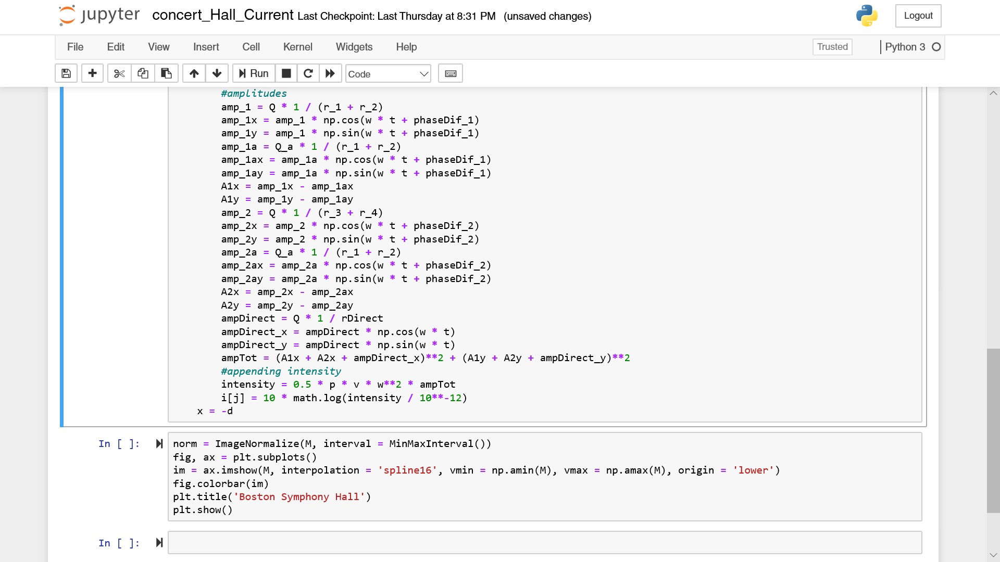 jupyter concert_Hall_Current Last Checkpoint: Last Thursday at 8:31 PM (unsaved changes) Logout
File Edit View Insert Cell Kernel Widgets Help Trusted Python 3
Run Code
#amplitudes
amp_1 = Q * 1 / (r_1 + r_2)
amp_1x = amp_1 * np.cos(w * t + phaseDif_1)
amp_1y = amp_1 * np.sin(w * t + phaseDif_1)
amp_1a = Q_a * 1 / (r_1 + r_2)
amp_1ax = amp_1a * np.cos(w * t + phaseDif_1)
amp_1ay = amp_1a * np.sin(w * t + phaseDif_1)
A1x = amp_1x - amp_1ax
A1y = amp_1y - amp_1ay
amp_2 = Q * 1 / (r_3 + r_4)
amp_2x = amp_2 * np.cos(w * t + phaseDif_2)
amp_2y = amp_2 * np.sin(w * t + phaseDif_2)
amp_2a = Q_a * 1 / (r_1 + r_2)
amp_2ax = amp_2a * np.cos(w * t + phaseDif_2)
amp_2ay = amp_2a * np.sin(w * t + phaseDif_2)
A2x = amp_2x - amp_2ax
A2y = amp_2y - amp_2ay
ampDirect = Q * 1 / rDirect
ampDirect_x = ampDirect * np.cos(w * t)
ampDirect_y = ampDirect * np.sin(w * t)
ampTot = (A1x + A2x + ampDirect_x)**2 + (A1y + A2y + ampDirect_y)**2
#appending intensity
intensity = 0.5 * p * v * w**2 * ampTot
i[j] = 10 * math.log(intensity / 10**-12)
x = -d
In [ ]: norm = ImageNormalize(M, interval = MinMaxInterval())
fig, ax = plt.subplots()
im = ax.imshow(M, interpolation = 'spline16', vmin = np.amin(M), vmax = np.amax(M), origin = 'lower')
fig.colorbar(im)
plt.title('Boston Symphony Hall')
plt.show()
In [ ]: